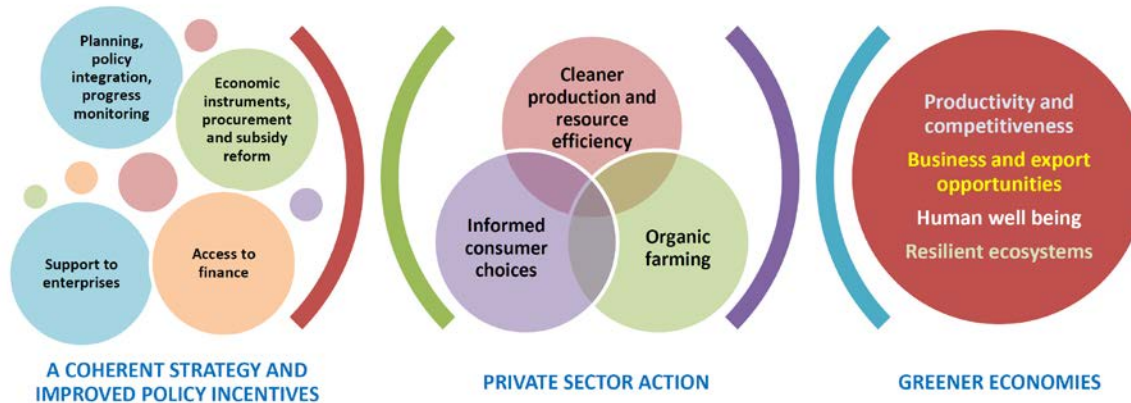 Planning,
policy
integration,
progress
monitoring
Economic
instruments,
procurement
and subsidy
reform
Support to
enterprises
Access to
finance
A COHERENT STRATEGY AND
IMPROVED POLICY INCENTIVES
Cleaner
production and
resource
efficiency
Informed
consumer
choices
Organic
farming
PRIVATE SECTOR ACTION
Productivity and
competitiveness
Business and export
opportunities
Human well being
Resilient ecosystems
GREENER ECONOMIES